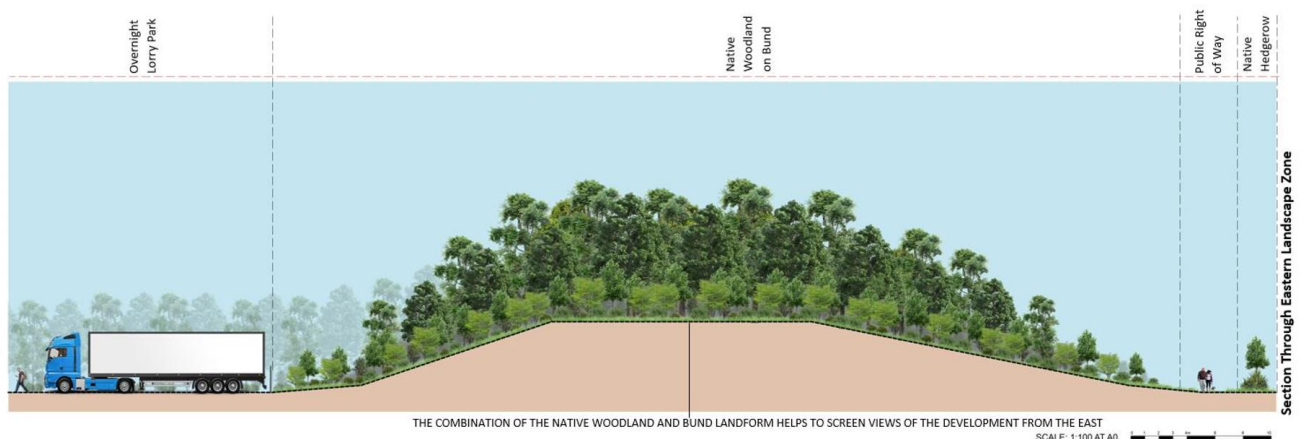 Overnight
Lorry Park
Native
Woodland
on Bund
Public Right
of Way
Native
Hedgerow
Section Through Eastern Landscape Zone
THE COMBINATION OF THE NATIVE WOODLAND AND BUND LANDFORM HELPS TO SCREEN VIEWS OF THE DEVELOPMENT FROM THE EAST
SCALE: 1:100 AT A0